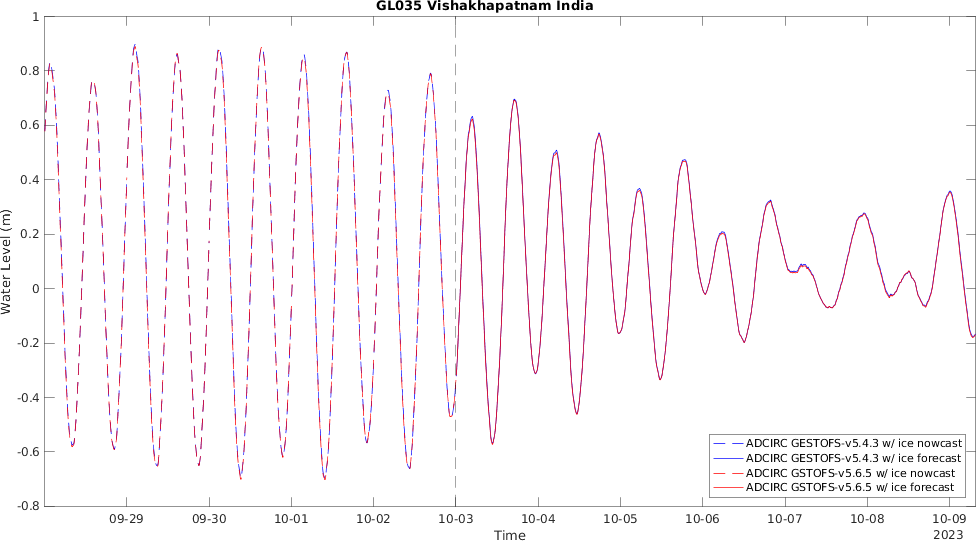 GL035 Vishakhapatnam India
1
0.8
0.6
0.4
0.2
0
-0.2
-0.4
-0.6
-0.8
Water Level (m)
ADCIRC GESTOFS-v5.4.3 w/ ice nowcast
ADCIRC GESTOFS-v5.4.3 w/ ice forecast
ADCIRC GSTOFS-v5.6.5 w/ ice nowcast
ADCIRC GSTOFS-v5.6.5 w/ ice forecast
09-29 09-30 10-01 10-02 10-03 10-04 10-05 10-06 10-07 10-08 10-09
2023
Time